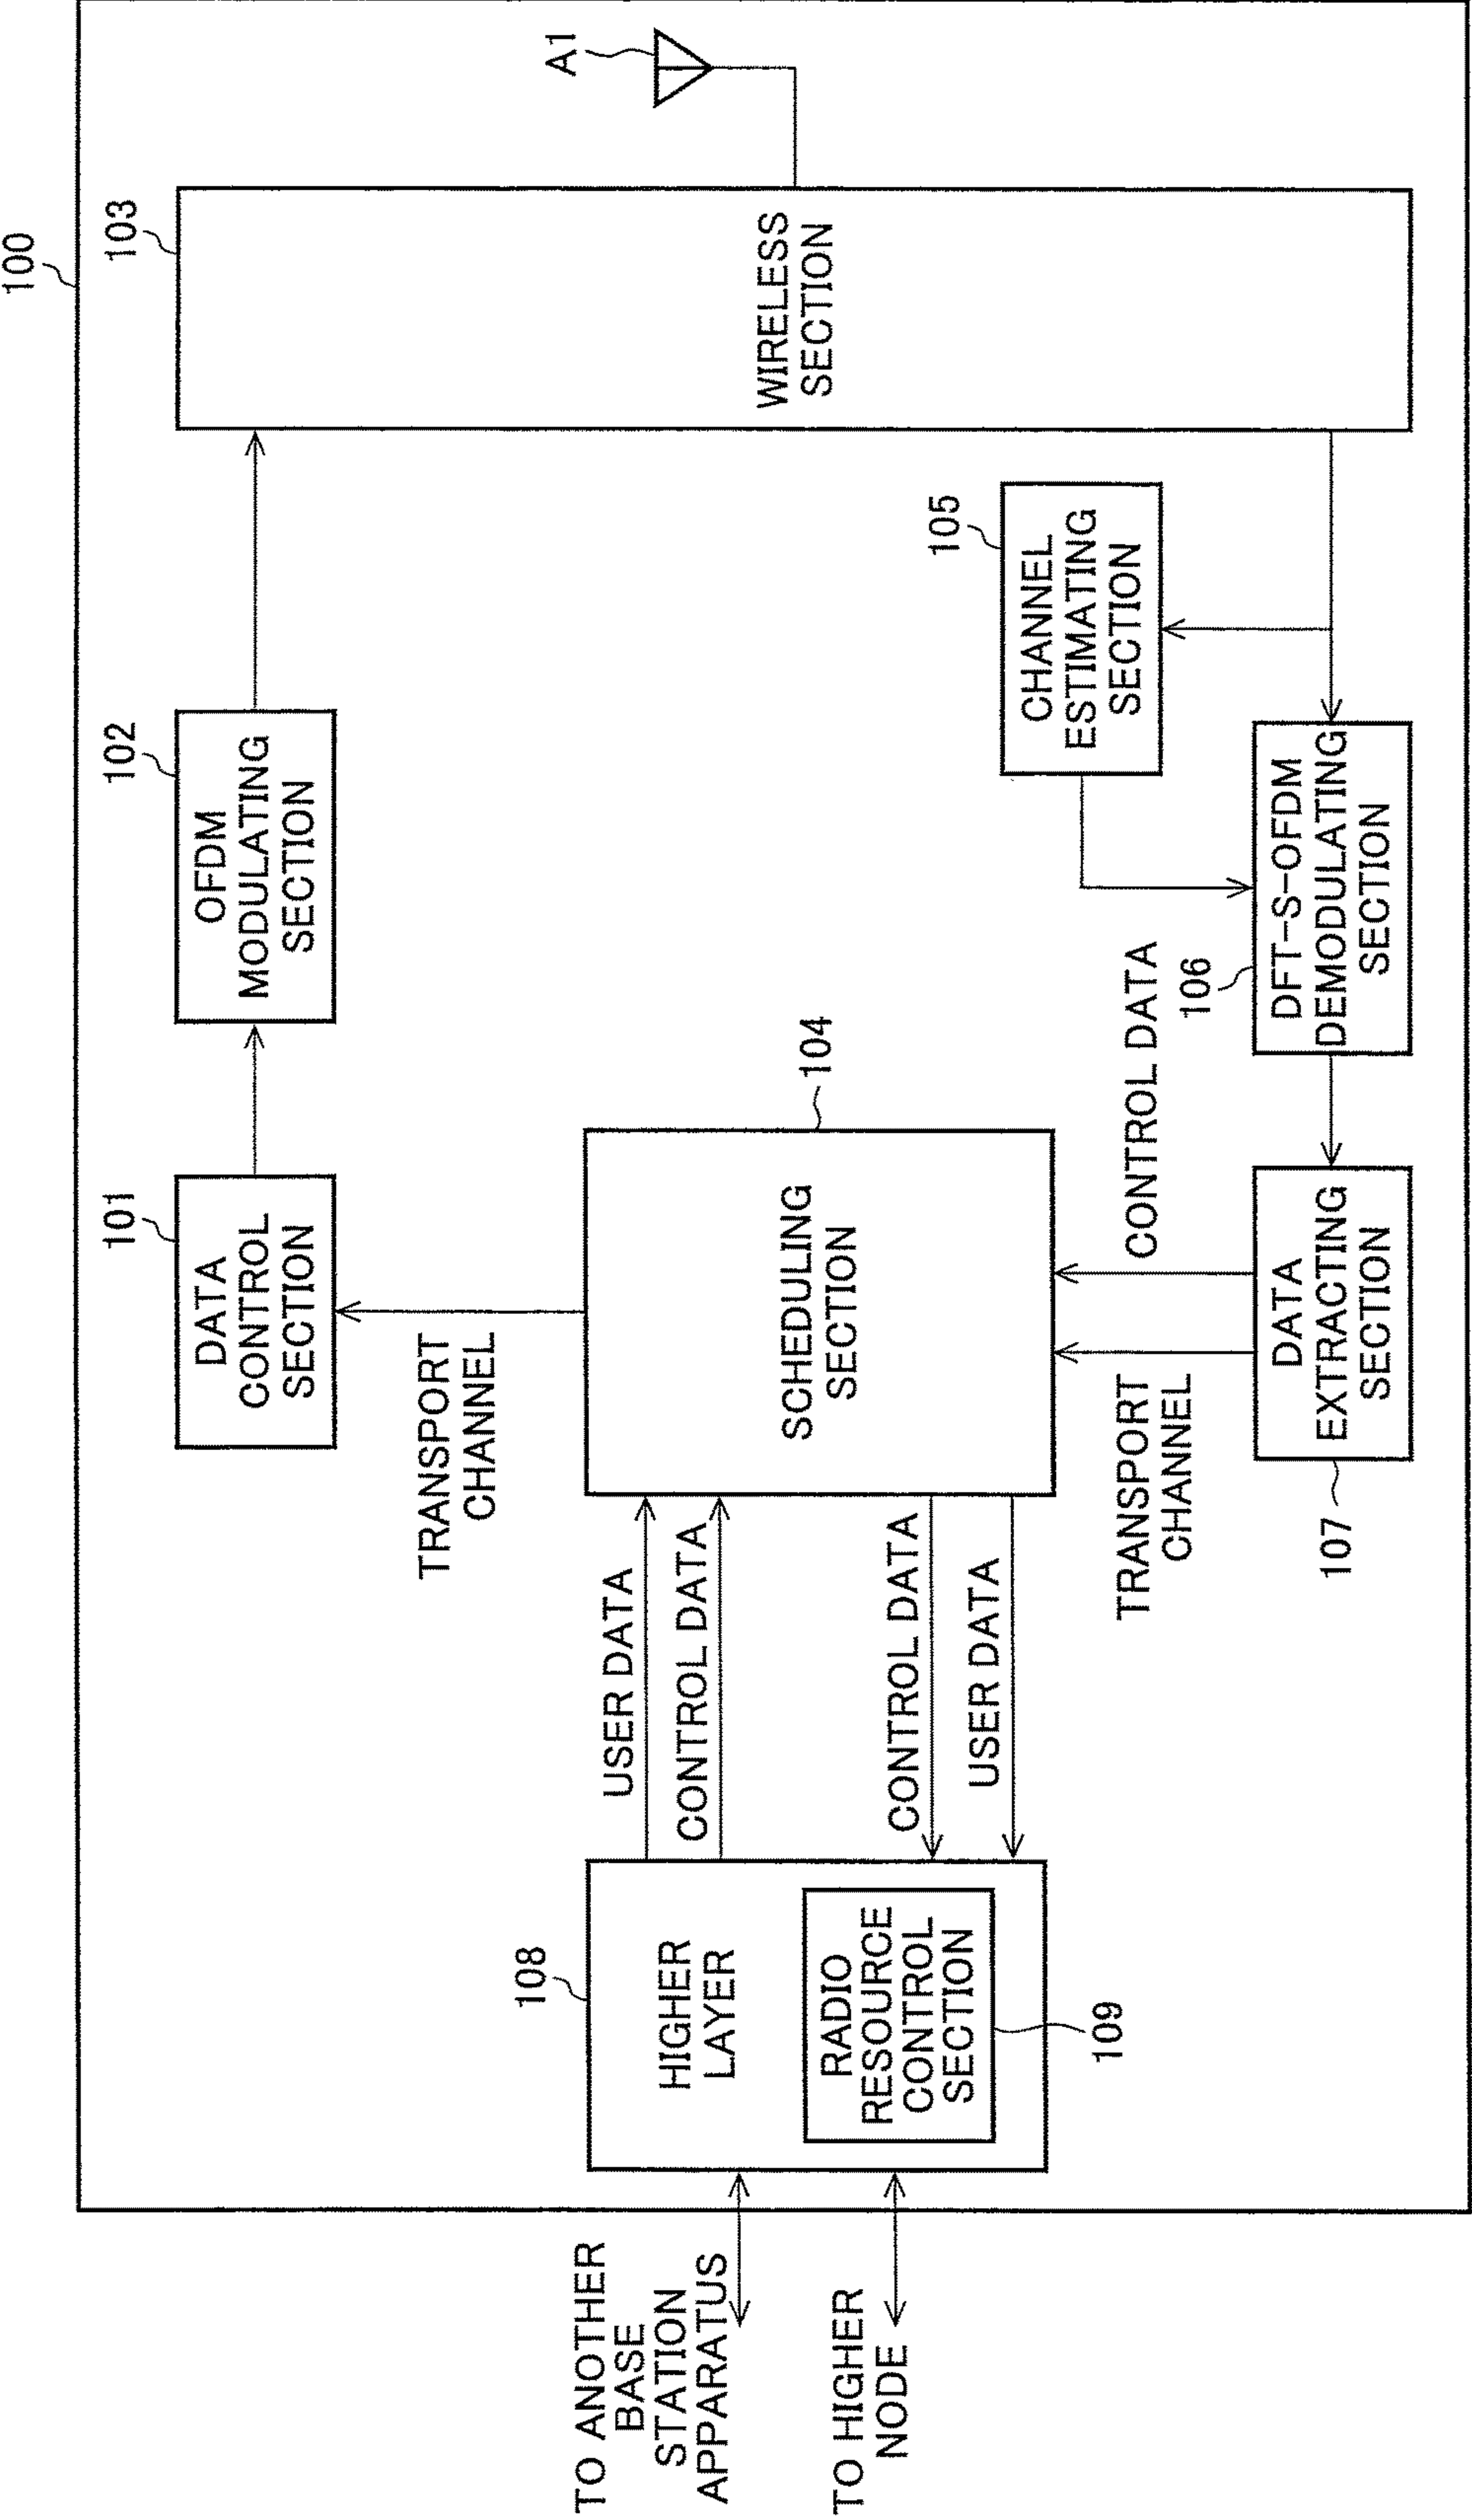 100
TO ANOTHER
BASE
STATION
APPARATUS
TO HIGHER
NODE
108
HIGHER
LAYER
RADIO
RESOURCE
CONTROL
SECTION
109
USER DATA
CONTROL DATA
CONTROL DATA
USER DATA
TRANSPORT
CHANNEL
101
DATA
CONTROL
SECTION
104
SCHEDULING
SECTION
TRANSPORT
CHANNEL
CONTROL DATA
107
DATA
EXTRACTING
SECTION
102
OFDM
MODULATING
SECTION
106
DFT-S-OFDM
DEMODULATING
SECTION
105
CHANNEL
ESTIMATING
SECTION
103
WIRELESS
SECTION
A1